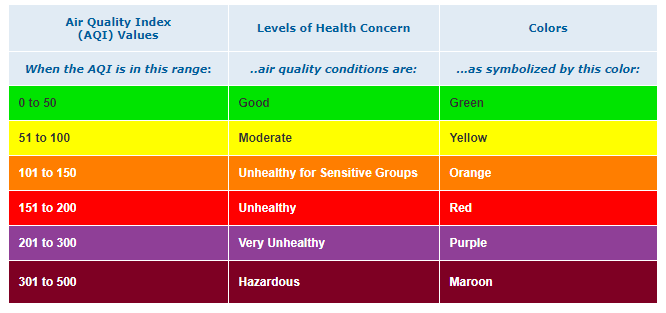 Air Quality Index
(AQI) Values
Levels of Health Concern
Colors
When the AQI is in this range:
..air quality conditions are:
...as symbolized by this color:
0 to 50
Good
Green
51 to 100
Moderate
Yellow
101 to 150
Unhealthy for Sensitive Groups
Orange
151 to 200
Unhealthy
Red
201 to 300
Very Unhealthy
Purple
301 to 500
Hazardous
Maroon